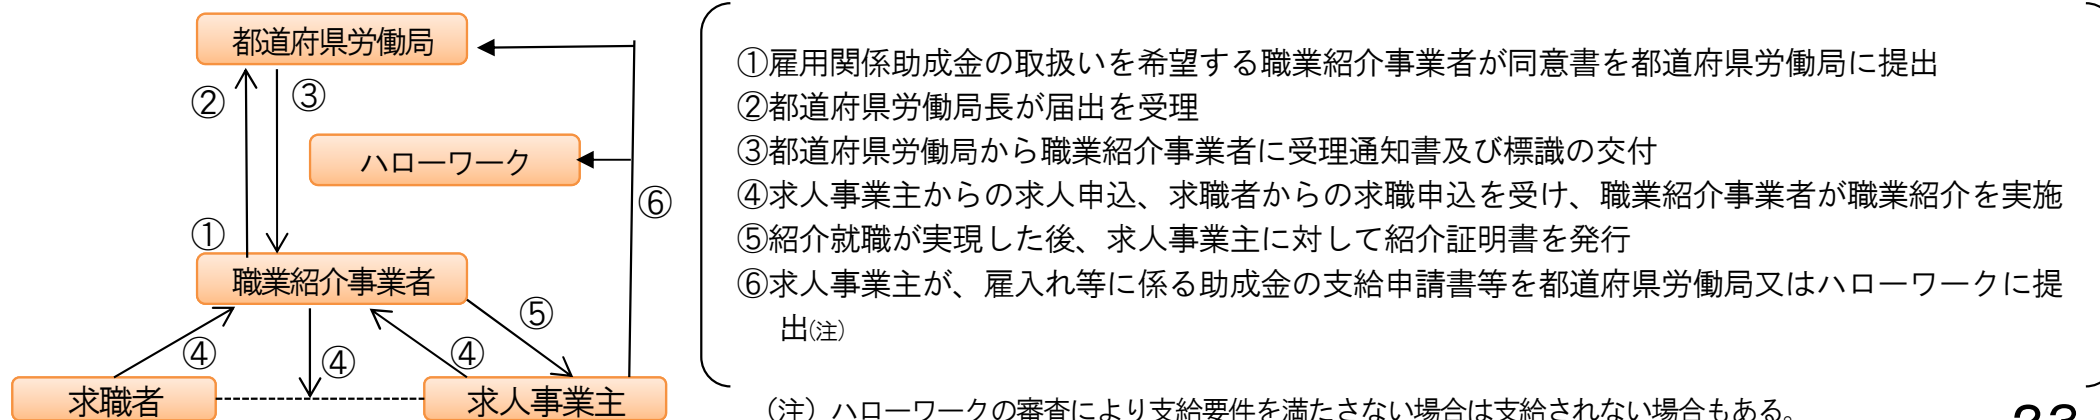 都道府県労働局
②
③
ハローワーク
⑥
①
職業紹介事業者
⑤
④
④
④
求職者
求人事業主
①雇用関係助成金の取扱いを希望する職業紹介事業者が同意書を都道府県労働局に提出
②都道府県労働局長が届出を受理
③都道府県労働局から職業紹介事業者に受理通知書及び標識の交付
④求人事業主からの求人申込、求職者からの求職申込を受け、職業紹介事業者が職業紹介を実施
⑤紹介就職が実現した後、求人事業主に対して紹介証明書を発行
⑥求人事業主が、雇入れ等に係る助成金の支給申請書等を都道府県労働局又はハローワークに提
出(注)
（注）ハローワークの審査により支給要件を満たさない場合は支給されない場合もある。